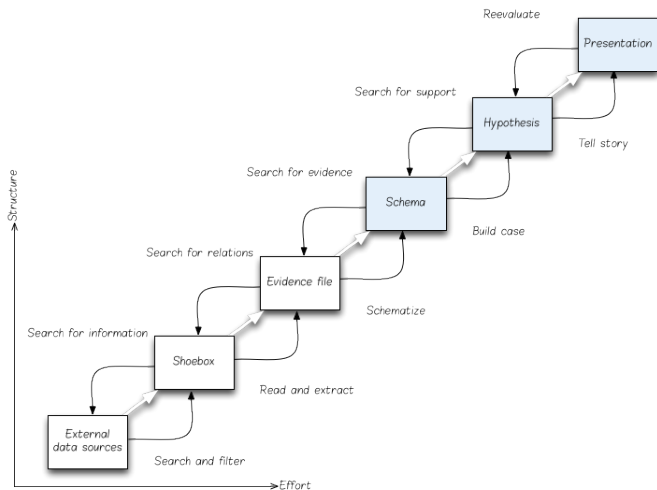 Reevaluate
Presentation
Search for support
Hypothesis
Tell story
Search for evidence
Schema
Build case
Structure
Search for relations
Evidence file
Schematize
Search for information
Shoebox
Read and extract
External
data sources
Search and filter
Effort